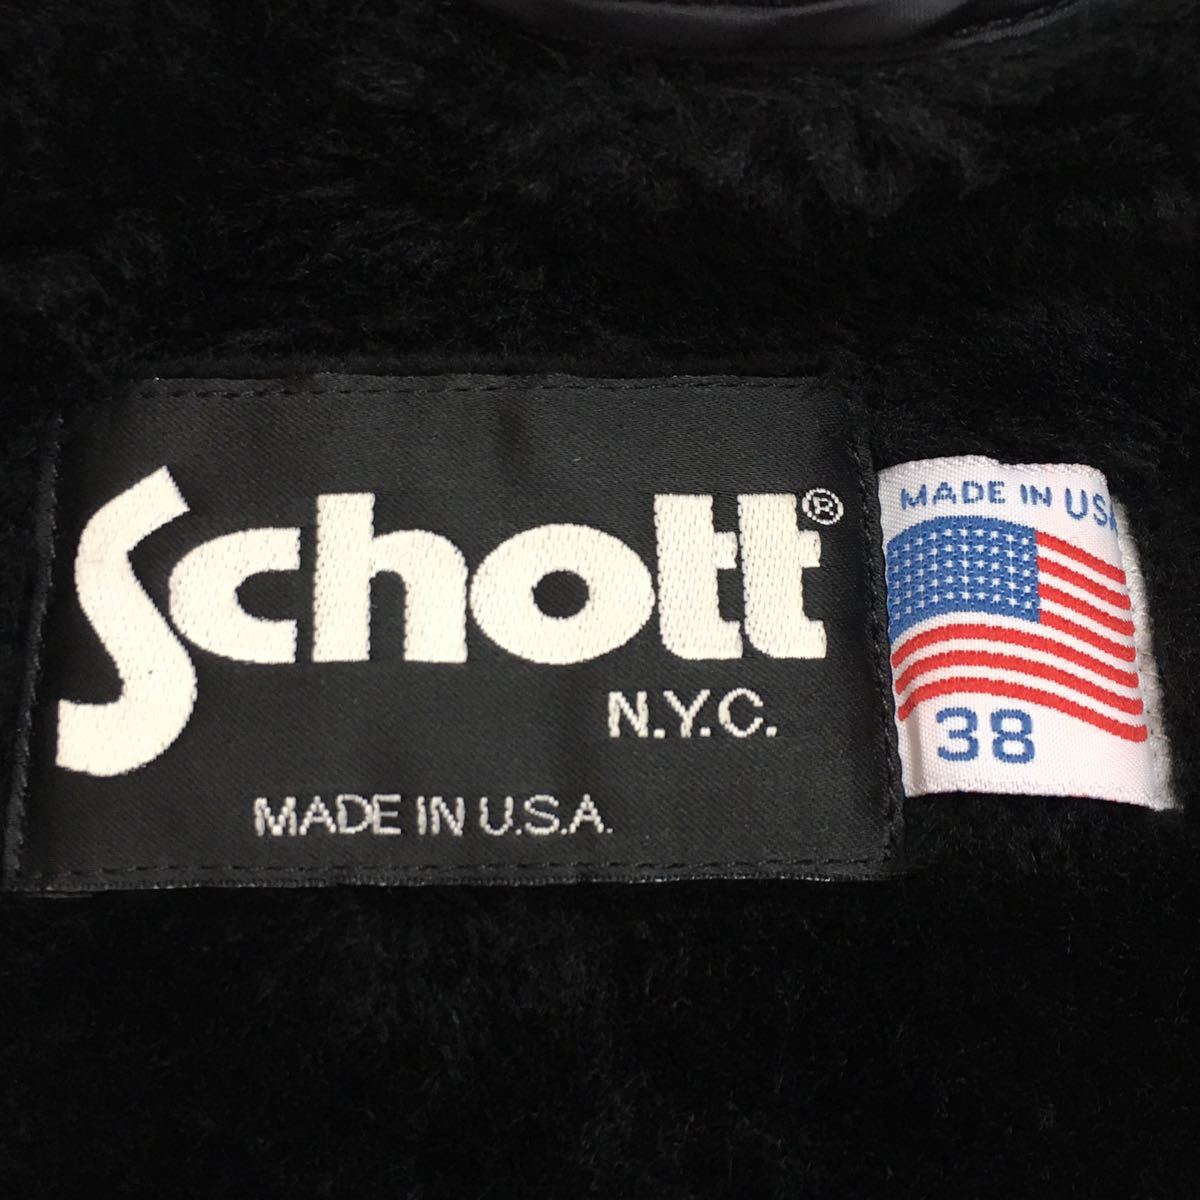 Schott®
N.Y.C.
MADE IN U.S.A.
MADE IN USA
38